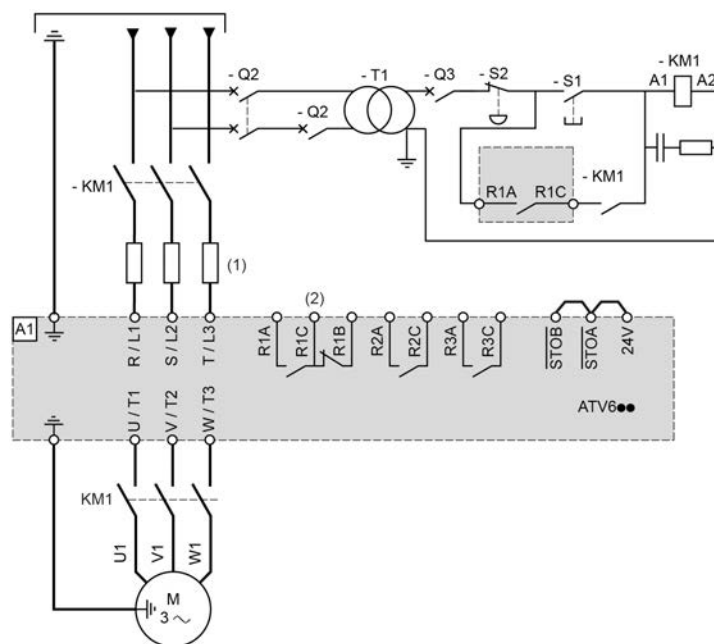 - Q2
- T1
- Q3
- S2
- S1
- KM1
A1
A2
- Q2
- KM1
R1A
R1C
- KM1
(1)
(2)
A1
R / L1
S / L2
T / L3
R1A
R1C
R1B
R2A
R2C
R3A
R3C
STOB
STOA
24V
U / T1
V / T2
W / T3
ATV6●●
KM1
U1
V1
W1
M
3 ~